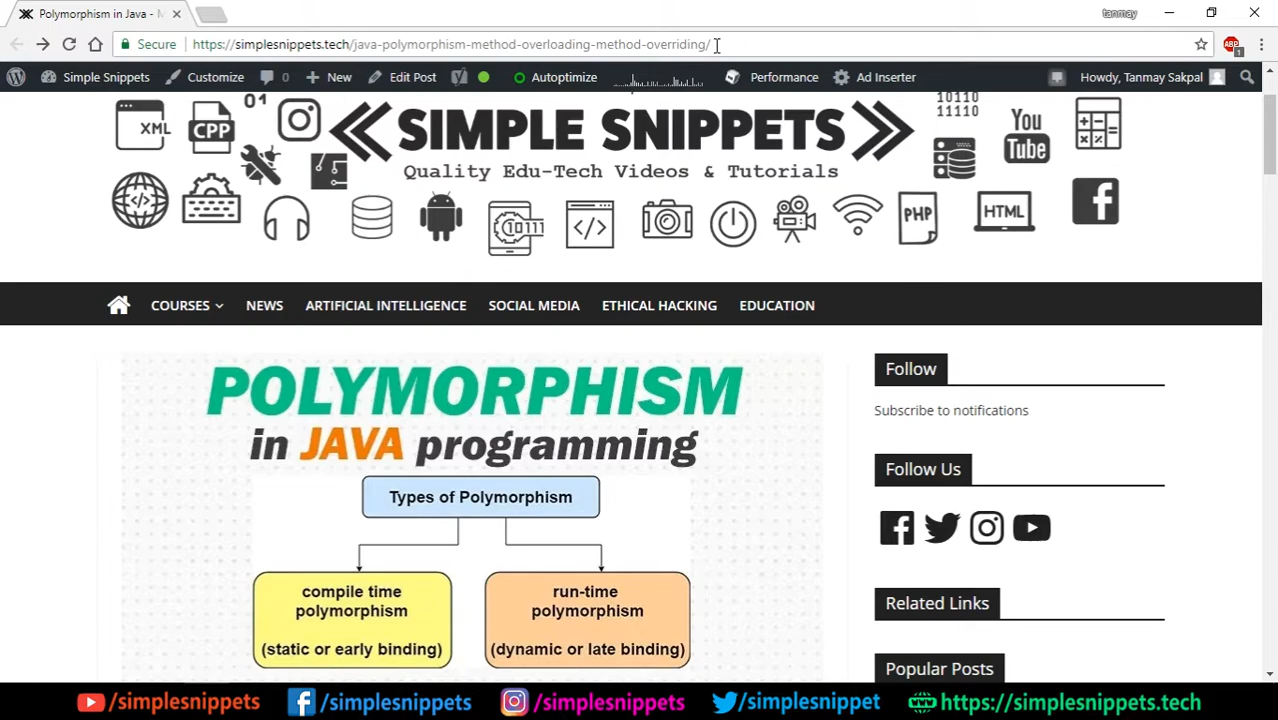 Polymorphism in Java -
tanmay
Secure
https://simplesnippets.tech/java-polymorphism-method-overloading-method-overriding/
ABP
1
Simple Snippets
Customize
0
New
Edit Post
Autoptimize
Performance
Ad Inserter
Howdy, Tanmay Sakpal
XML
CPP
01
SIMPLE SNIPPETS
Quality Edu-Tech Videos & Tutorials
10110
11110
You
Tube
10111
</>
PHP
HTML
COURSES
NEWS
ARTIFICIAL INTELLIGENCE
SOCIAL MEDIA
ETHICAL HACKING
EDUCATION
POLYMORPHISM
in JAVA programming
Types of Polymorphism
compile time
polymorphism
(static or early binding)
run-time
polymorphism
(dynamic or late binding)
Follow
Subscribe to notifications
Follow Us
Related Links
Popular Posts
/simplesnippets
/simplesnippets
/simplesnippets
/simplesnippet
https://simplesnippets.tech